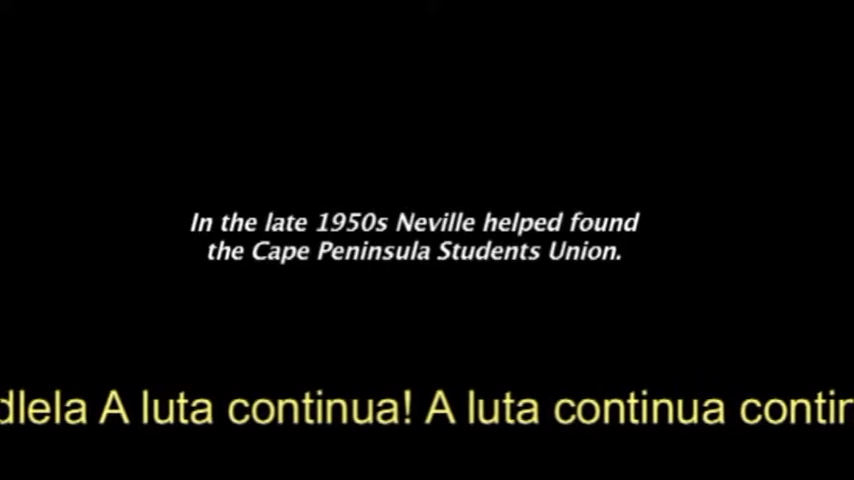 In the late 1950s Neville helped found
the Cape Peninsula Students Union.
dlela A luta continua! A luta continua contin